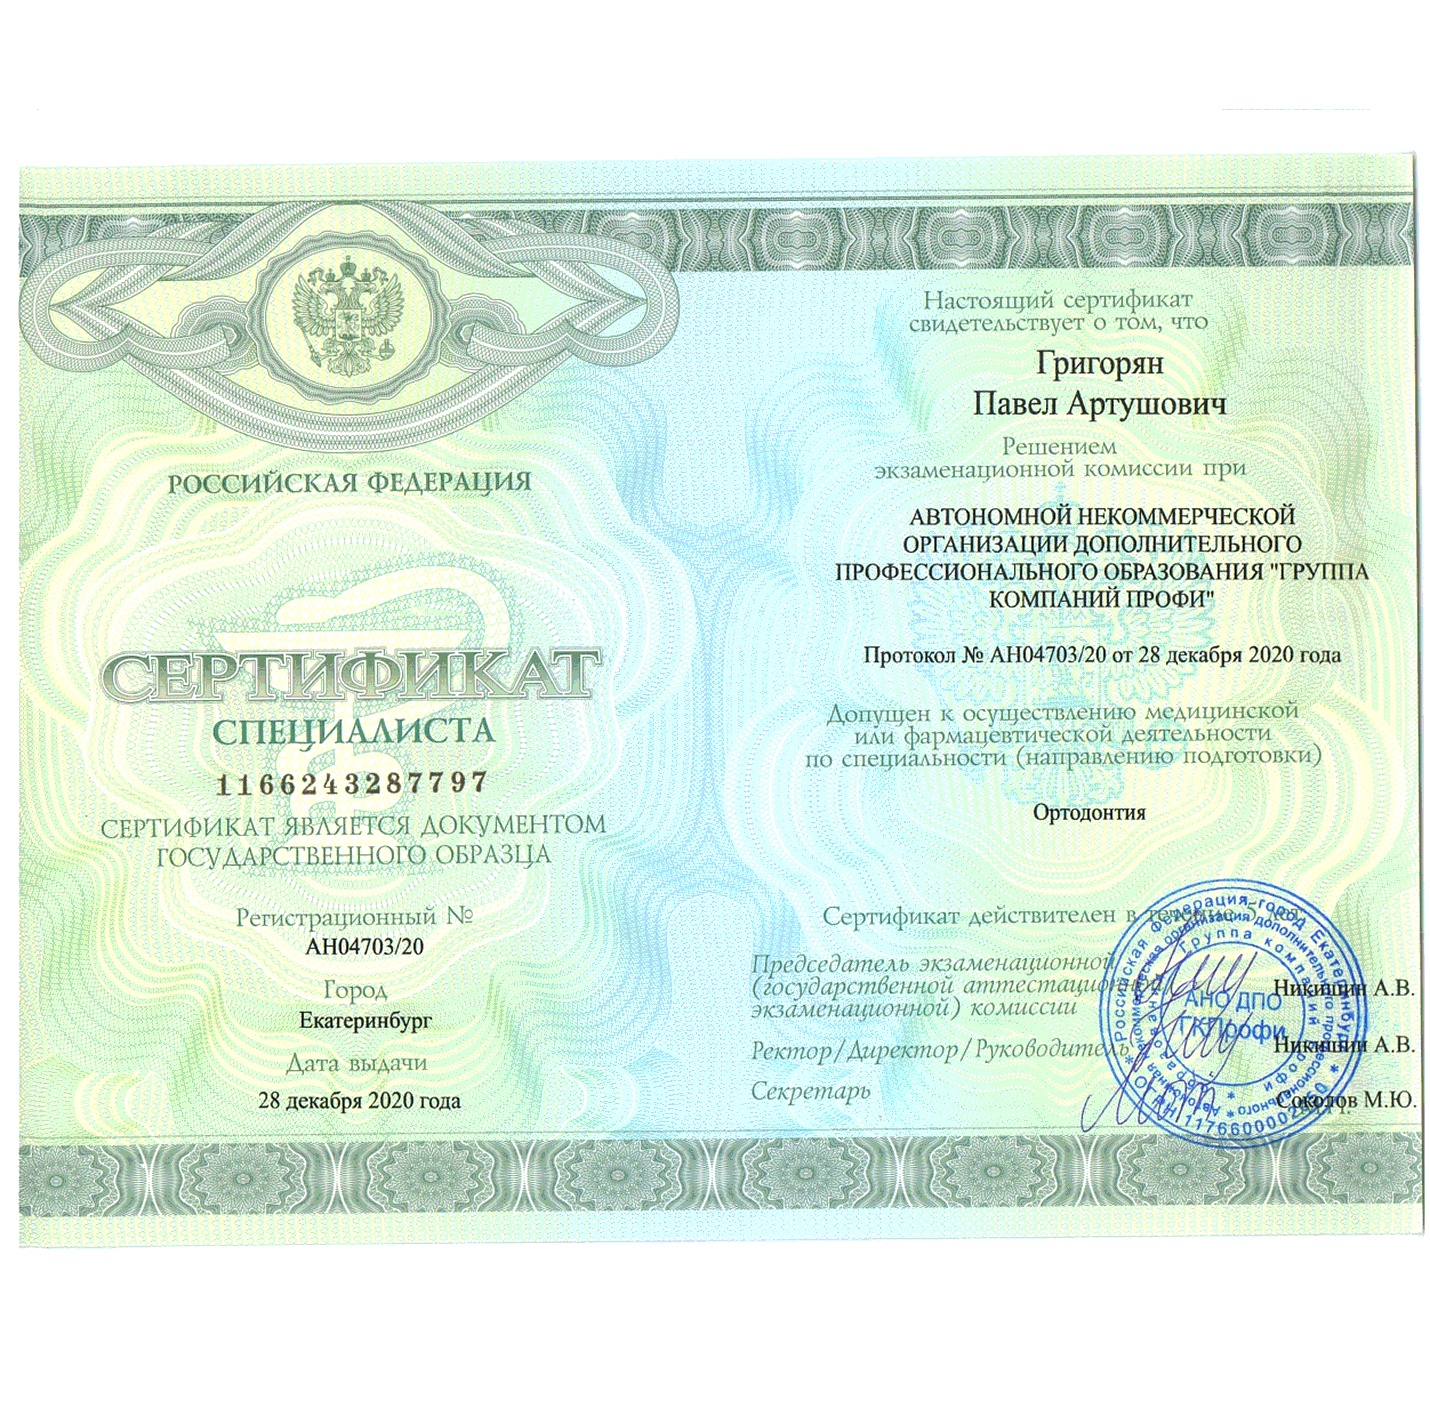 РОССИЙСКАЯ ФЕДЕРАЦИЯ
СЕРТИФИКАТ
СПЕЦИАЛИСТА
1166243287797
СЕРТИФИКАТ ЯВЛЯЕТСЯ ДОКУМЕНТОМ
ГОСУДАРСТВЕННОГО ОБРАЗЦА
Регистрационный №
АН04703/20
Город
Екатеринбург
Дата выдачи
28 декабря 2020 года
Настоящий сертификат
свидетельствует о том, что
Григорян
Павел Артушович
Решением
экзаменационной комиссии при
АВТОНОМНОЙ НЕКОММЕРЧЕСКОЙ
ОРГАНИЗАЦИИ ДОПОЛНИТЕЛЬНОГО
ПРОФЕССИОНАЛЬНОГО ОБРАЗОВАНИЯ "ГРУППА
КОМПАНИЙ ПРОФИ"
Протокол № АН04703/20 от 28 декабря 2020 года
Допущен к осуществлению медицинской
или фармацевтической деятельности
по специальности (направлению подготовки)
Ортодонтия
Сертификат действителен в течение 5 лет.
Председатель экзаменационной
(государственной аттестационной
экзаменационной) комиссии
Никишин А.В.
Ректор/Директор/Руководитель
Никишин А.В.
Секретарь
Соколов М.Ю.
Российская Федерация город Екатеринбург
Автономная некоммерческая организация дополнительного профессионального
образования Группа компаний Профи
АНО ДПО
ГК Профи